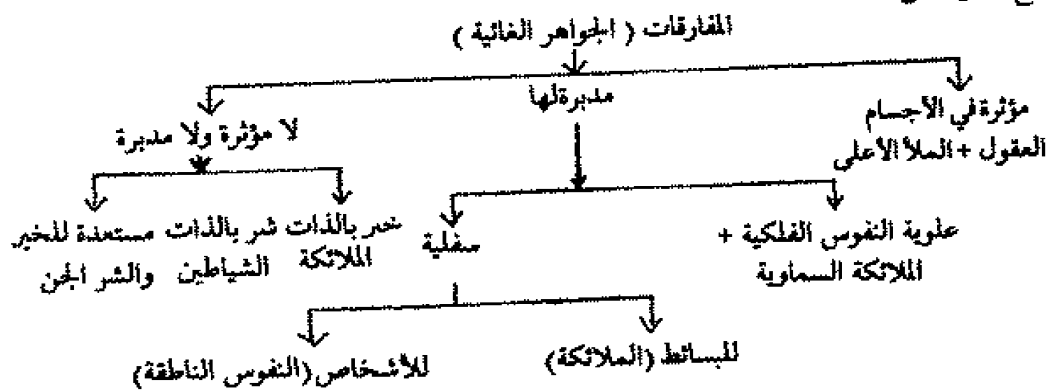 المفارقات ( الجواهر الغائية )
مؤثرة في الأجسام
العقول + الملأ الأعلى
مدبرة لها
لا مؤثرة ولا مدبرة
علوية النفوس الفلكية +
الملائكة السماوية
سفلية
خير بالذات شر بالذات مستعدة للخير
الملائكة الشياطين والشر الجن
للبسائط (الملائكة)
للأشخاص (النفوس الناطقة)